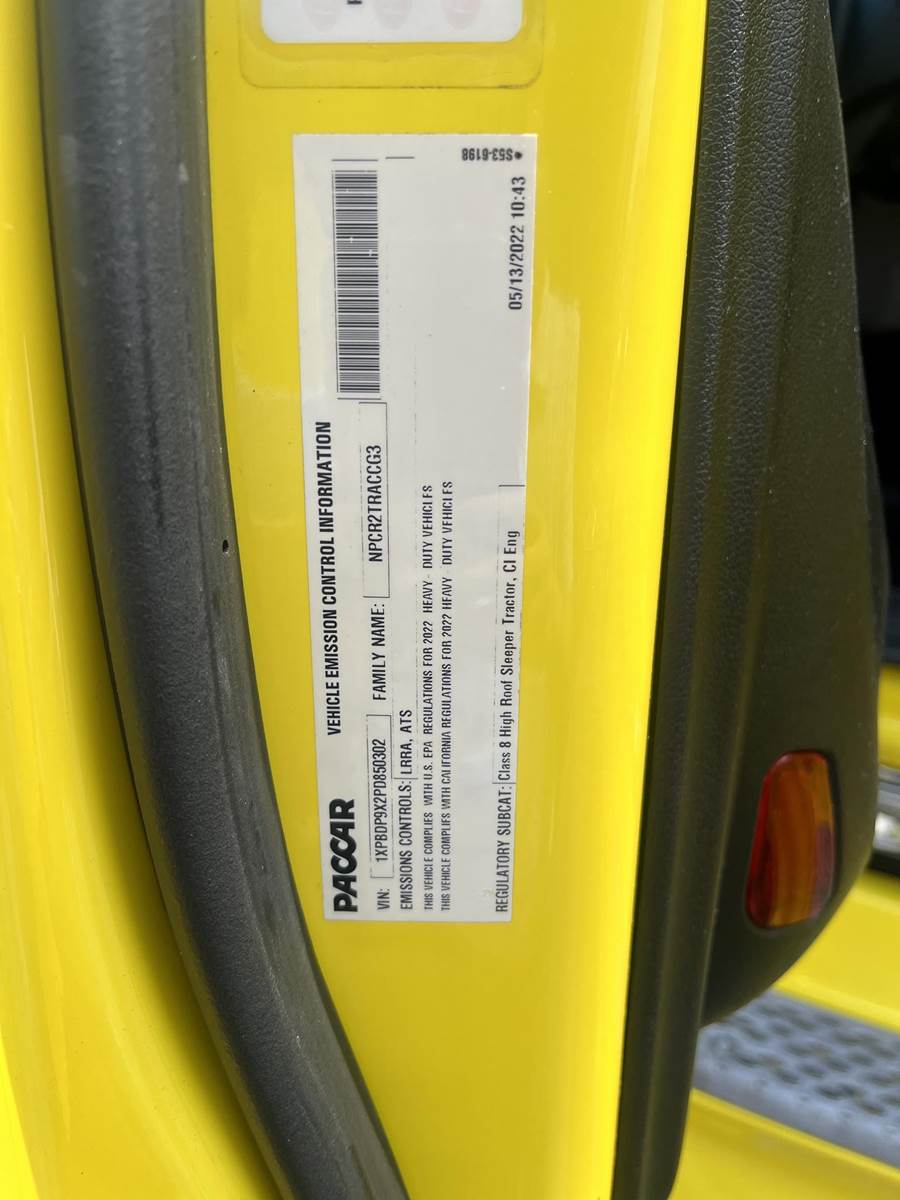 PACCAR
VEHICLE EMISSION CONTROL INFORMATION
VIN: 1XPBDP9X2PD850302 FAMILY NAME: NPCR2TRACCG3
EMISSIONS CONTROLS: LRRA, ATS
THIS VEHICLE COMPLIES WITH U.S. EPA REGULATIONS FOR 2022 HEAVY - DUTY VEHICLES
THIS VEHICLE COMPLIES WITH CALIFORNIA REGULATIONS FOR 2022 HEAVY - DUTY VEHICLES
REGULATORY SUBCAT: Class 8 High Roof Sleeper Tractor, CI Eng
05/13/2022 10:43
S53-6198